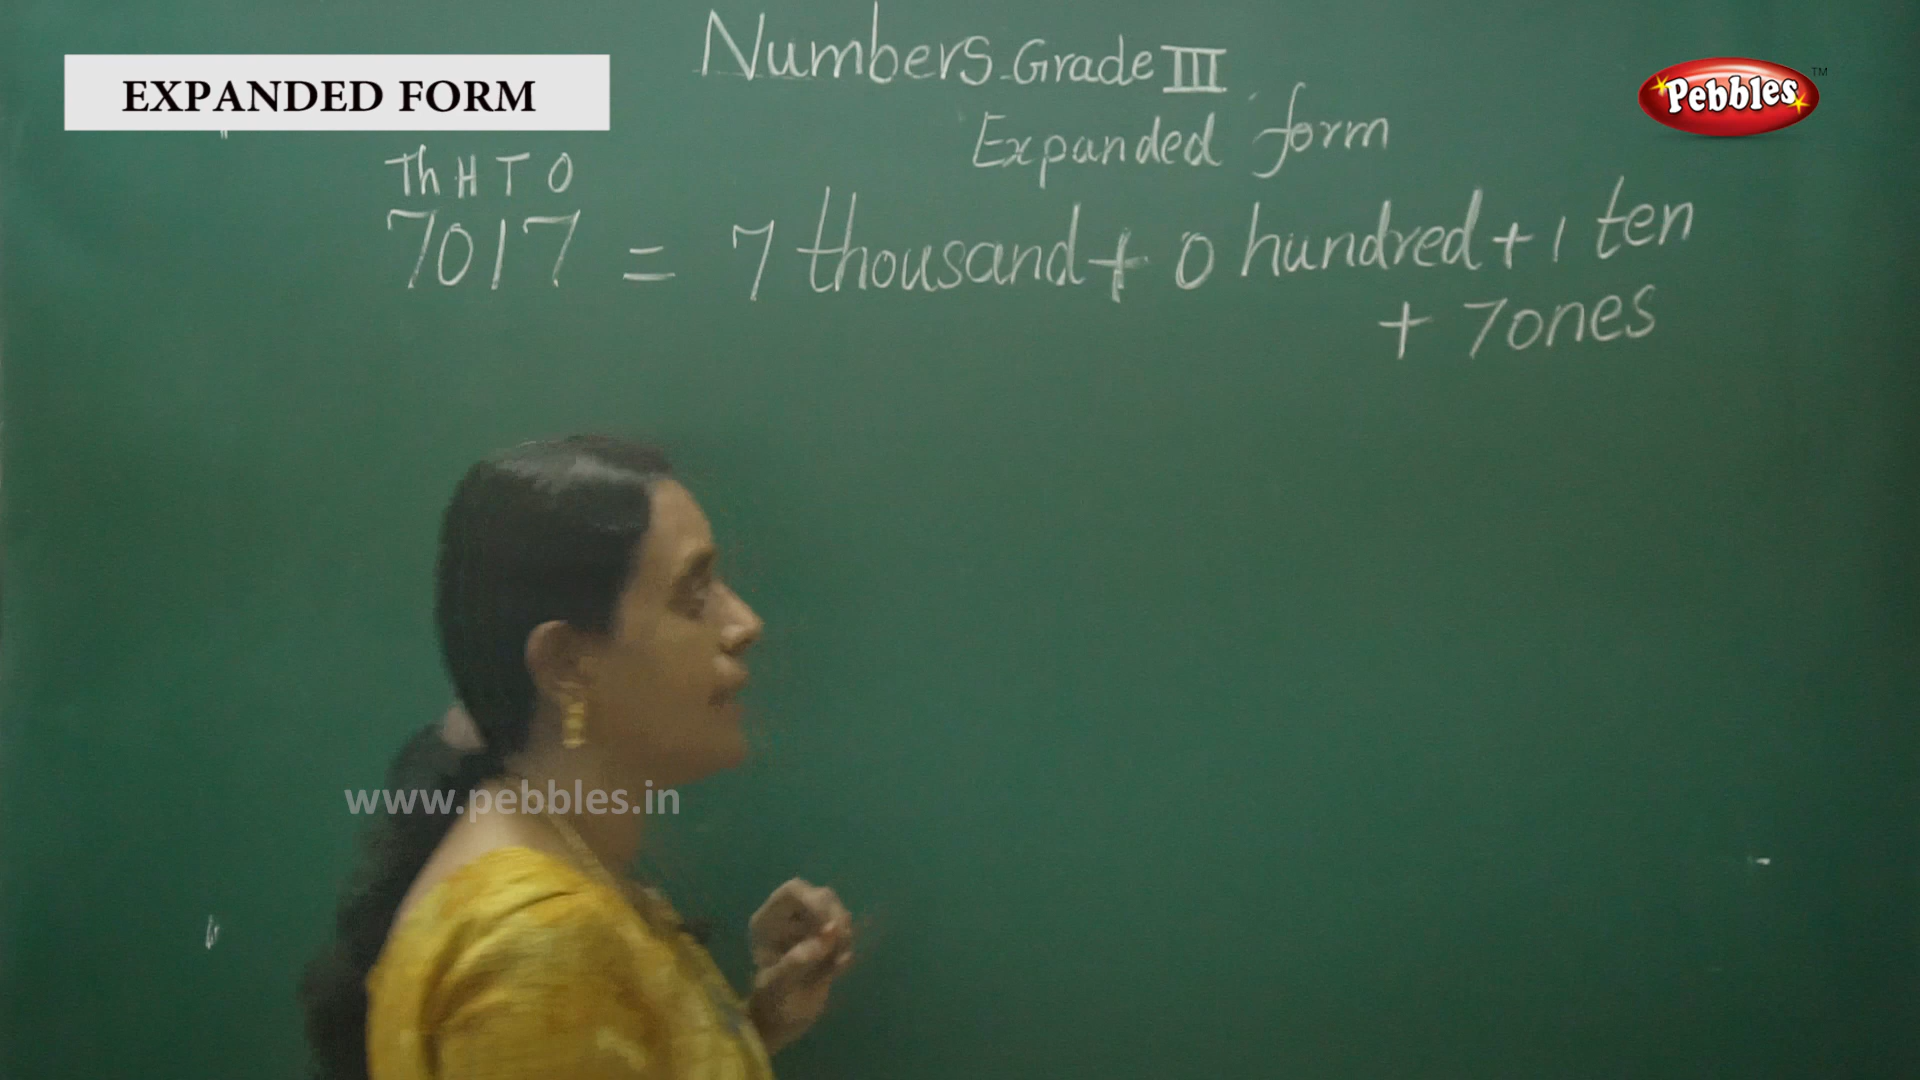 Numbers-Grade III
EXPANDED FORM
Pebbles™
Expanded form
Th H T O
7017 = 7 thousand + 0 hundred + 1 ten
+ 7 ones
www.pebbles.in